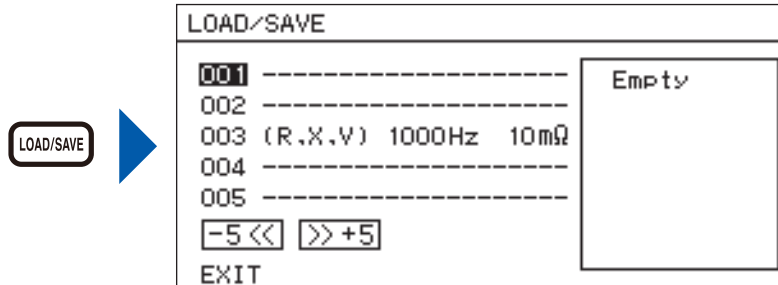 LOAD/SAVE
LOAD/SAVE
001 --------------------
Empty
002 --------------------
003 (R,X,V) 1000Hz 10mΩ
004 --------------------
005 --------------------
-5<< >>+5
EXIT